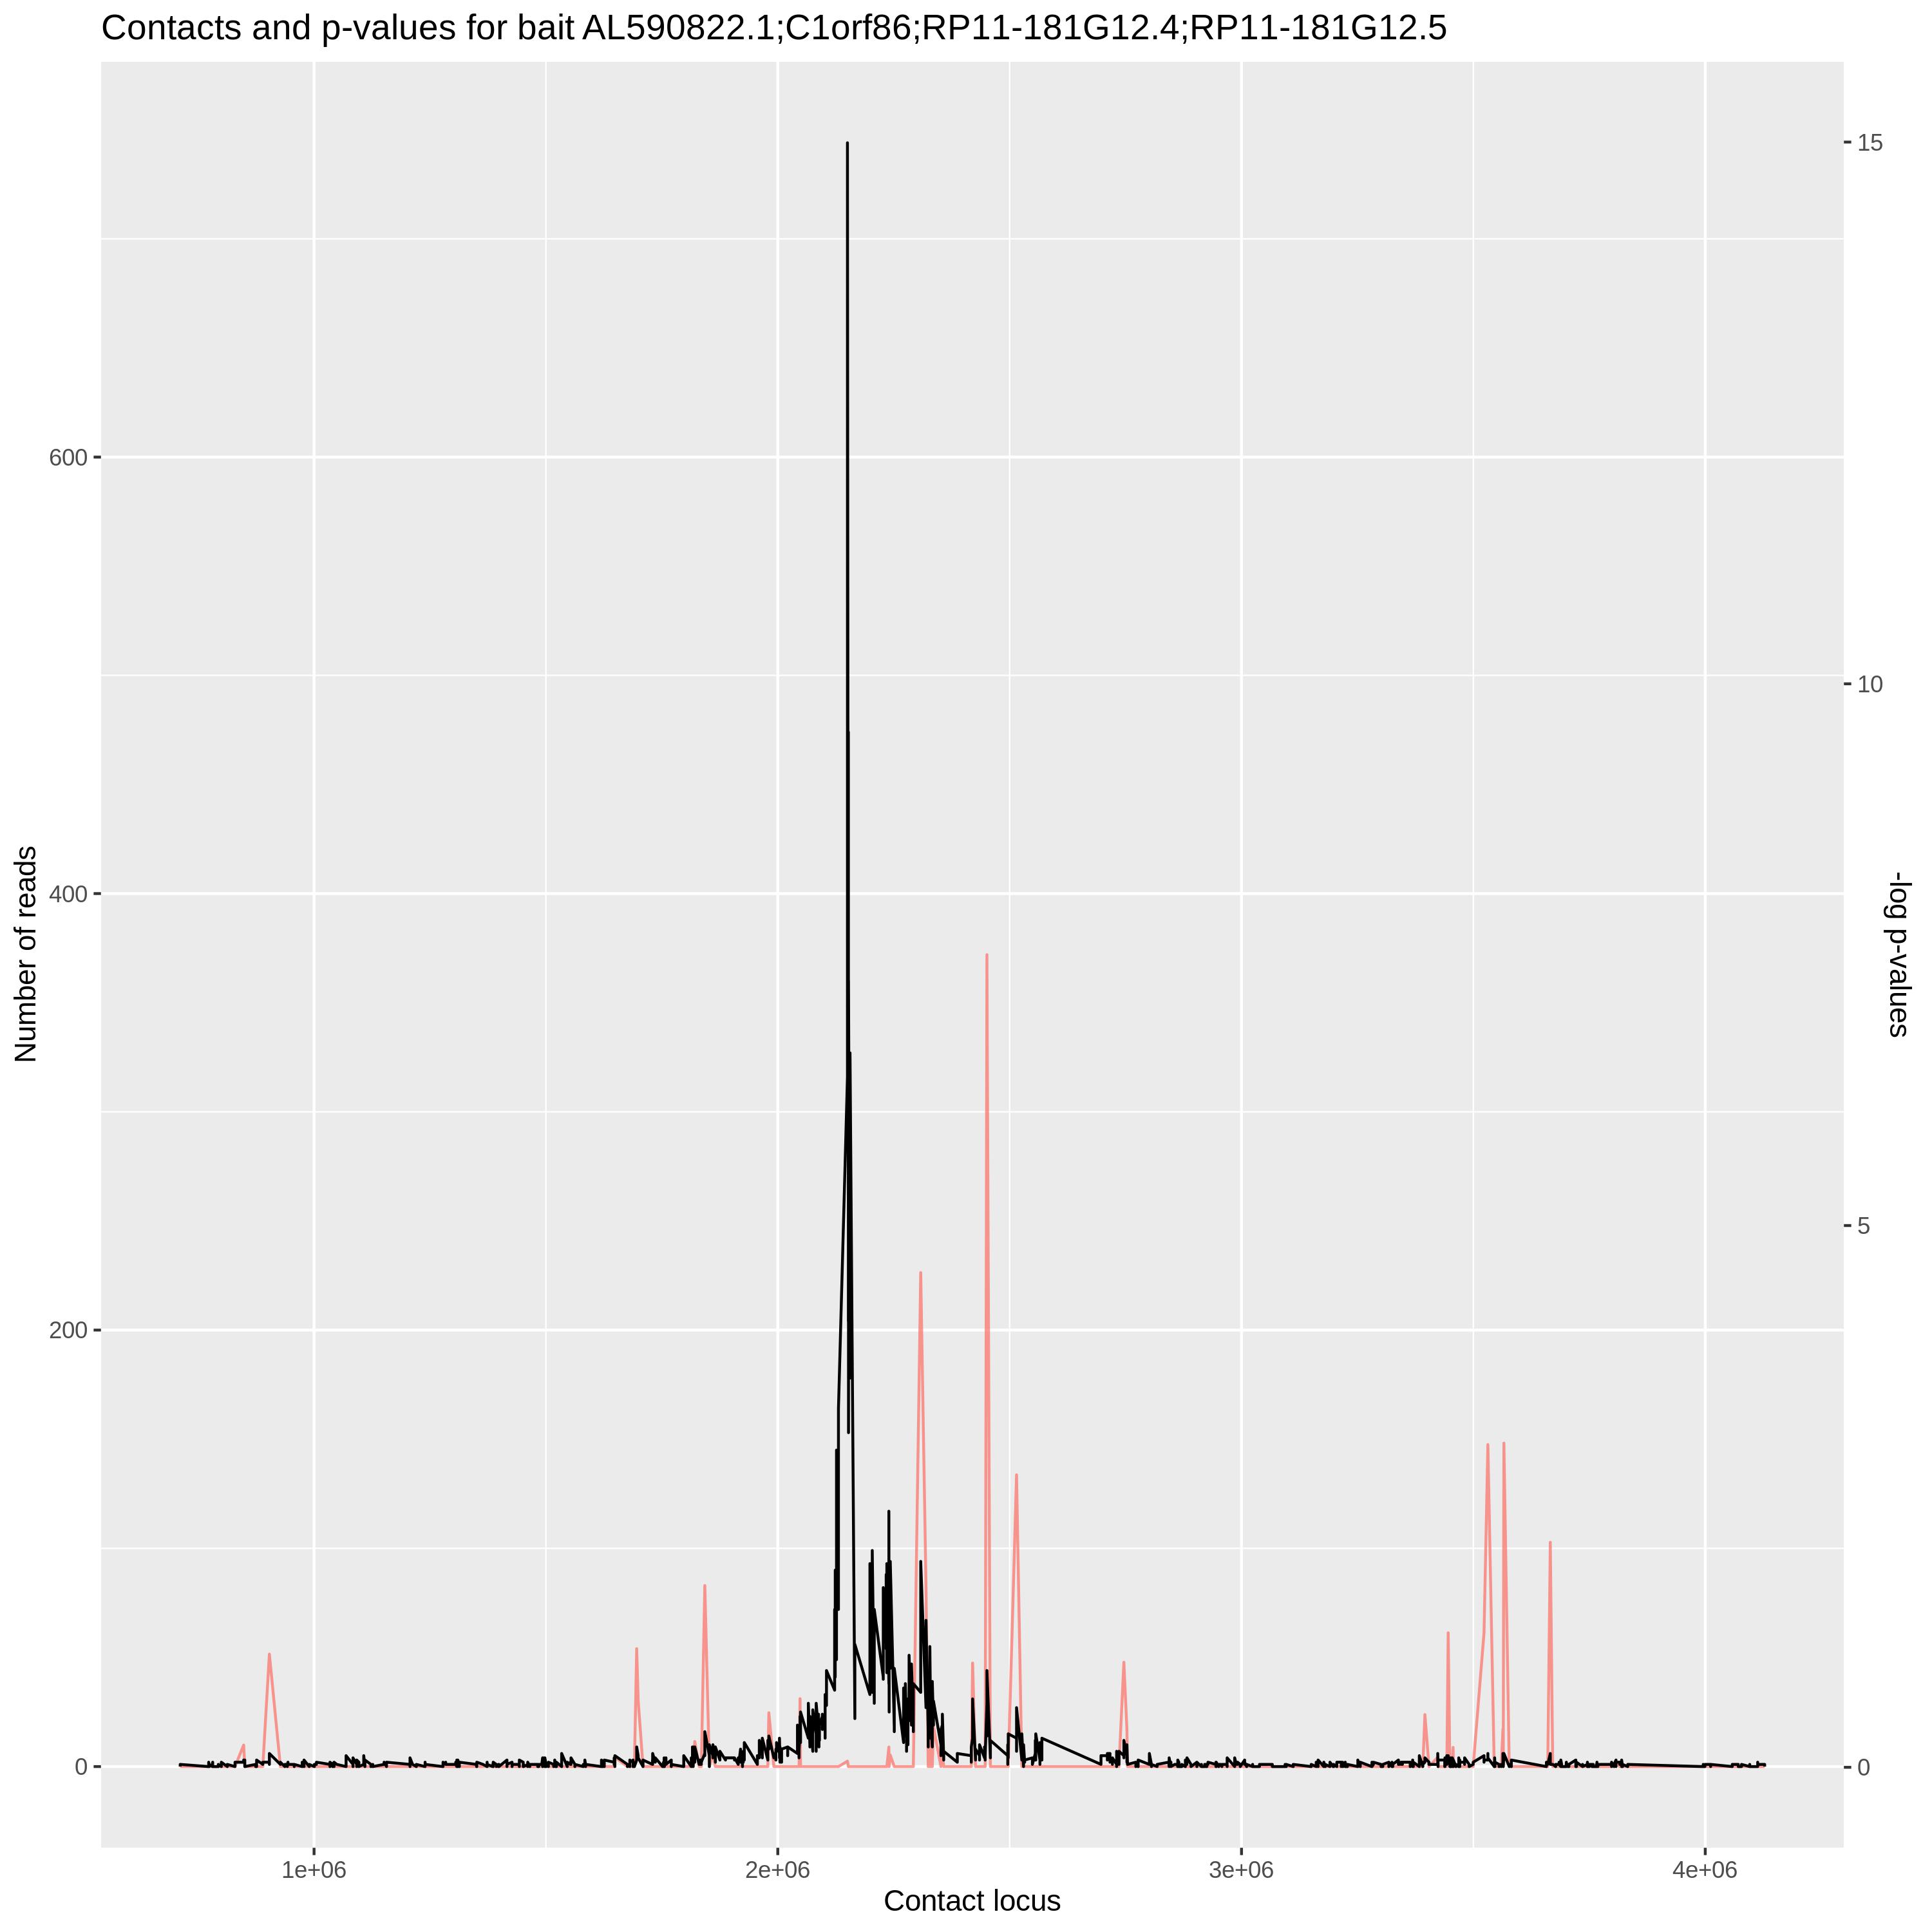 Contacts and p-values for bait AL590822.1;C1orf86;RP11-181G12.4;RP11-181G12.5
15
600
10
400
Number of reads
-log p-values
5
200
0
0
1e+06
2e+06
3e+06
4e+06
Contact locus